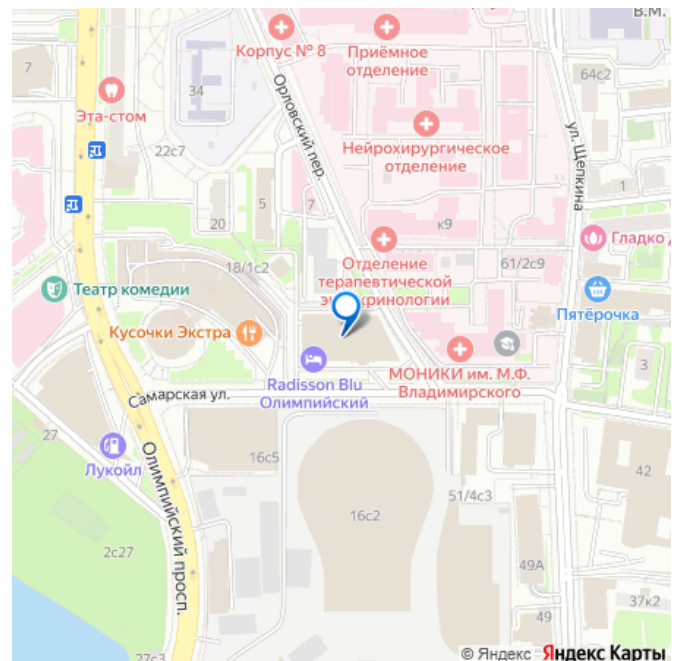 В.М.
7
Корпус № 8
Приёмное
отделение
64с2
34
Эта-стом
Орловский пер.
Нейрохирургическое
отделение
ул. Щепкина
22с7
1
5
7
20
к9
Гладко д
18/1с2
Отделение
терапевтической
эндокринологии
61/2с9
Театр комедии
Пятёрочка
Кусочки Экстра
МОНИКИ им. М.Ф.
Владимирского
3
Radisson Blu
Олимпийский
Самарская ул.
27
Лукойл
16с5
Олимпийский просп.
42
51/4с3
16с2
2с27
49А
37к2
49
27с3
© Яндекс Яндекс Карты